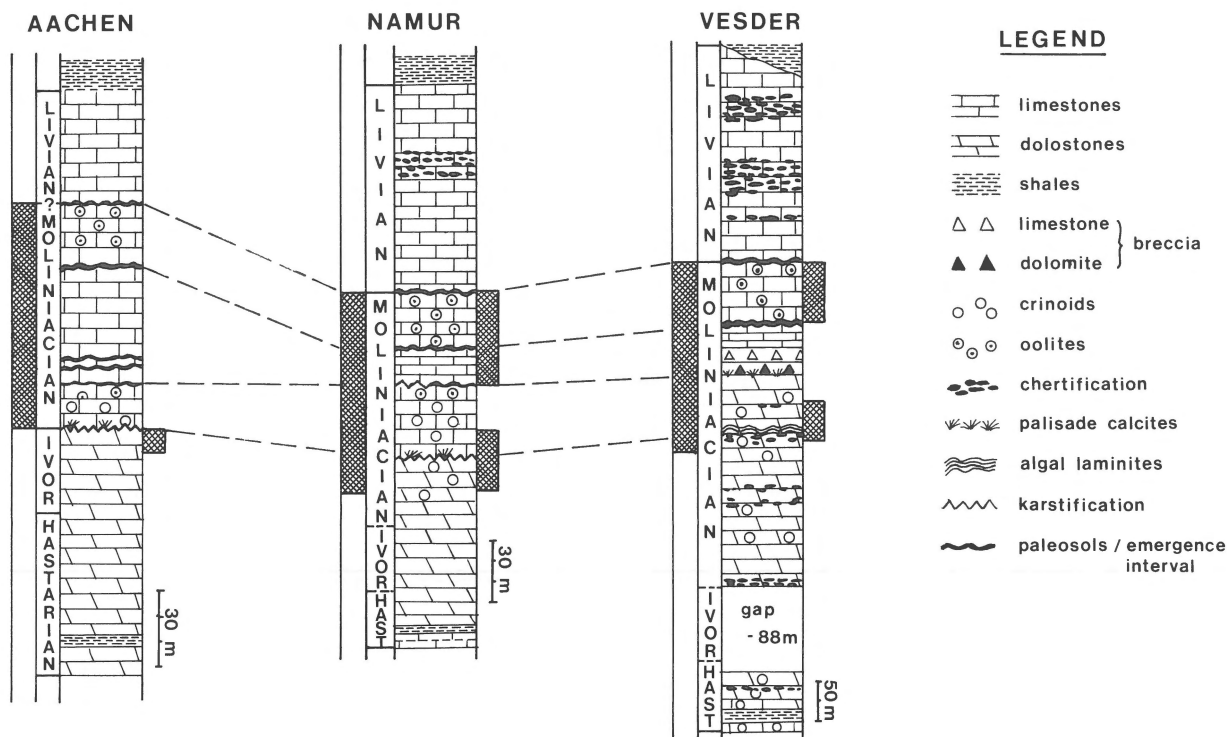 AACHEN
LIVIAN?
MOLINIACIAN
IVOR
HASTARIAN
30 m
NAMUR
LIVIAN
MOLINIACIAN
IVOR
HAST
30 m
VESDER
LIVIAN
MOLINIACIAN
IVOR
HAST
gap
- 88m
50 m
LEGEND
limestones
dolostones
shales
limestone
breccia
dolomite
crinoids
oolites
chertification
palisade calcites
algal laminites
karstification
paleosols / emergence
interval